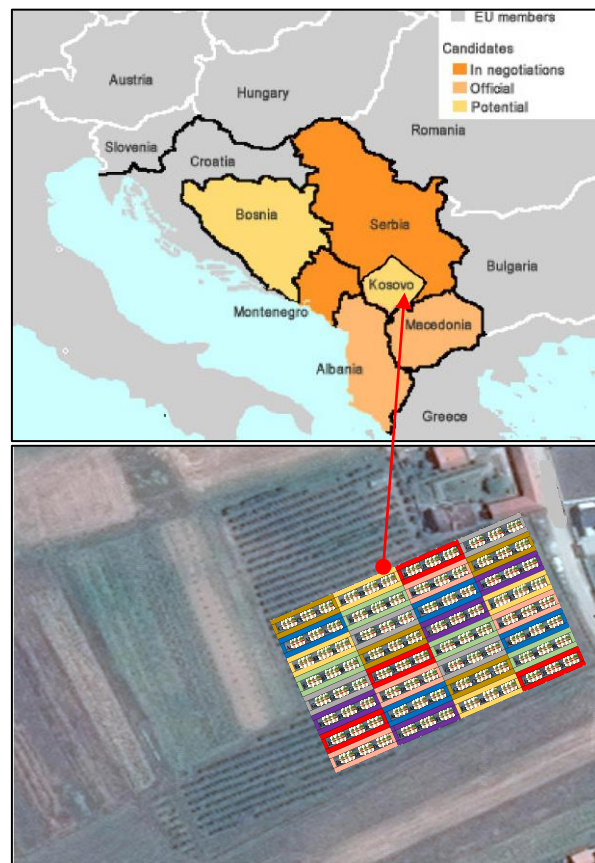 EU members
Candidates
In negotiations
Official
Potential
Austria
Hungary
Romania
Slovenia
Croatia
Bosnia
Serbia
Bulgaria
Kosovo
Montenegro
Macedonia
Albania
Greece